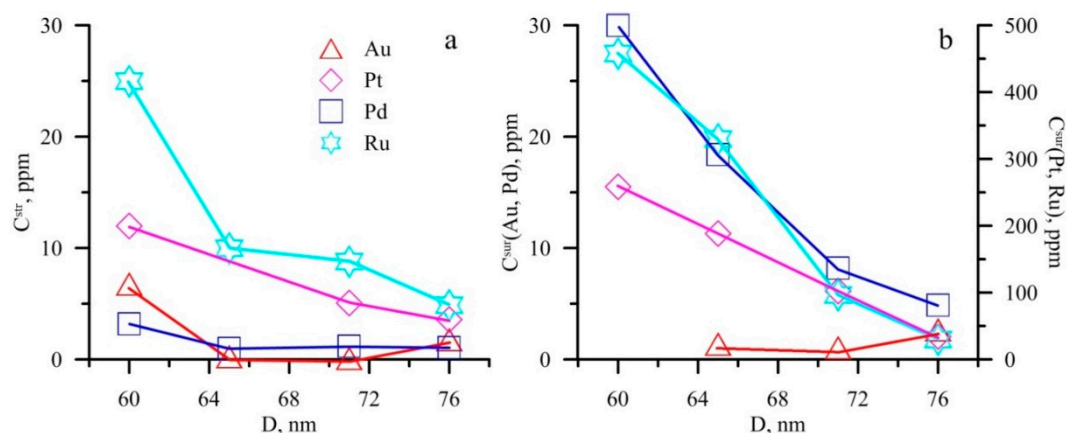 30
20
10
0
C^str, ppm
a
Au
Pt
Pd
Ru
60 64 68 72 76
D, nm
30
20
10
0
C^sur(Au, Pd), ppm
b
500
400
300
200
100
0
C^sur(Pt, Ru), ppm
60 64 68 72 76
D, nm